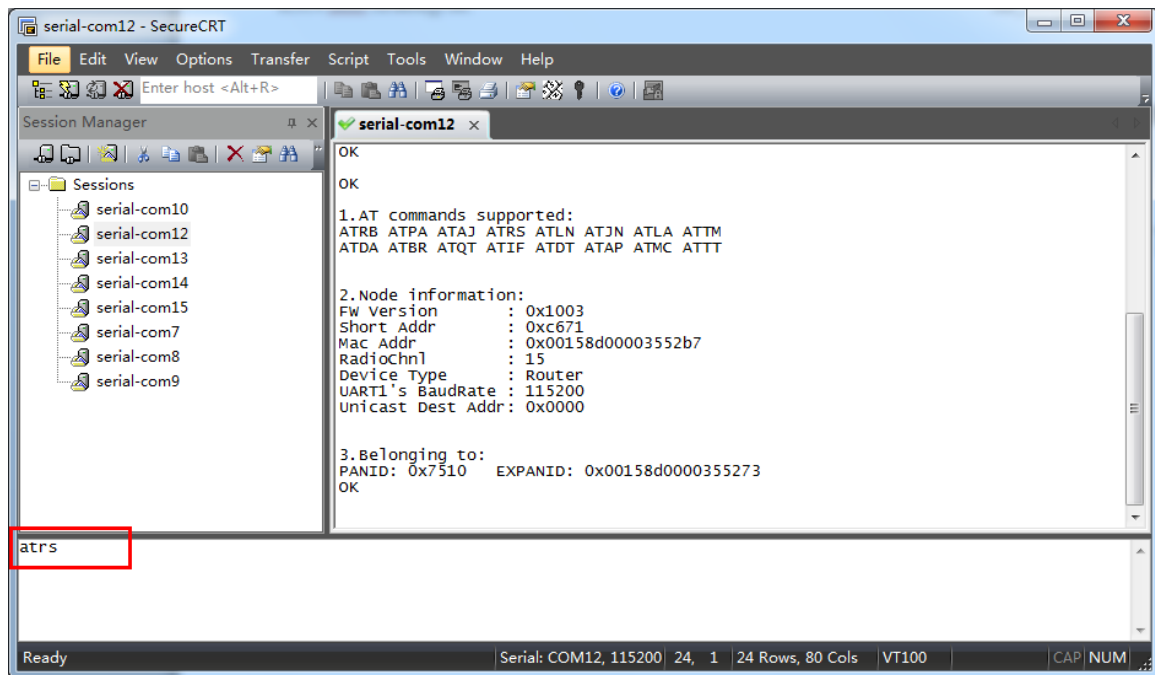 serial-com12 - SecureCRT
File Edit View Options Transfer Script Tools Window Help
Enter host <Alt+R>
Session Manager
serial-com12
Sessions
serial-com10
serial-com12
serial-com13
serial-com14
serial-com15
serial-com7
serial-com8
serial-com9
OK
OK
1.AT commands supported:
ATRB ATPA ATAJ ATRS ATLN ATJN ATLA ATTM
ATDA ATBR ATQT ATIF ATDT ATAP ATMC ATTT
2.Node information:
FW Version : 0x1003
Short Addr : 0xc671
Mac Addr : 0x00158d00003552b7
RadioChnl : 15
Device Type : Router
UART1's BaudRate : 115200
Unicast Dest Addr: 0x0000
3.Belonging to:
PANID: 0x7510 EXPANID: 0x00158d0000355273
OK
atrs
Ready Serial: COM12, 115200 24, 1 24 Rows, 80 Cols VT100 CAP NUM